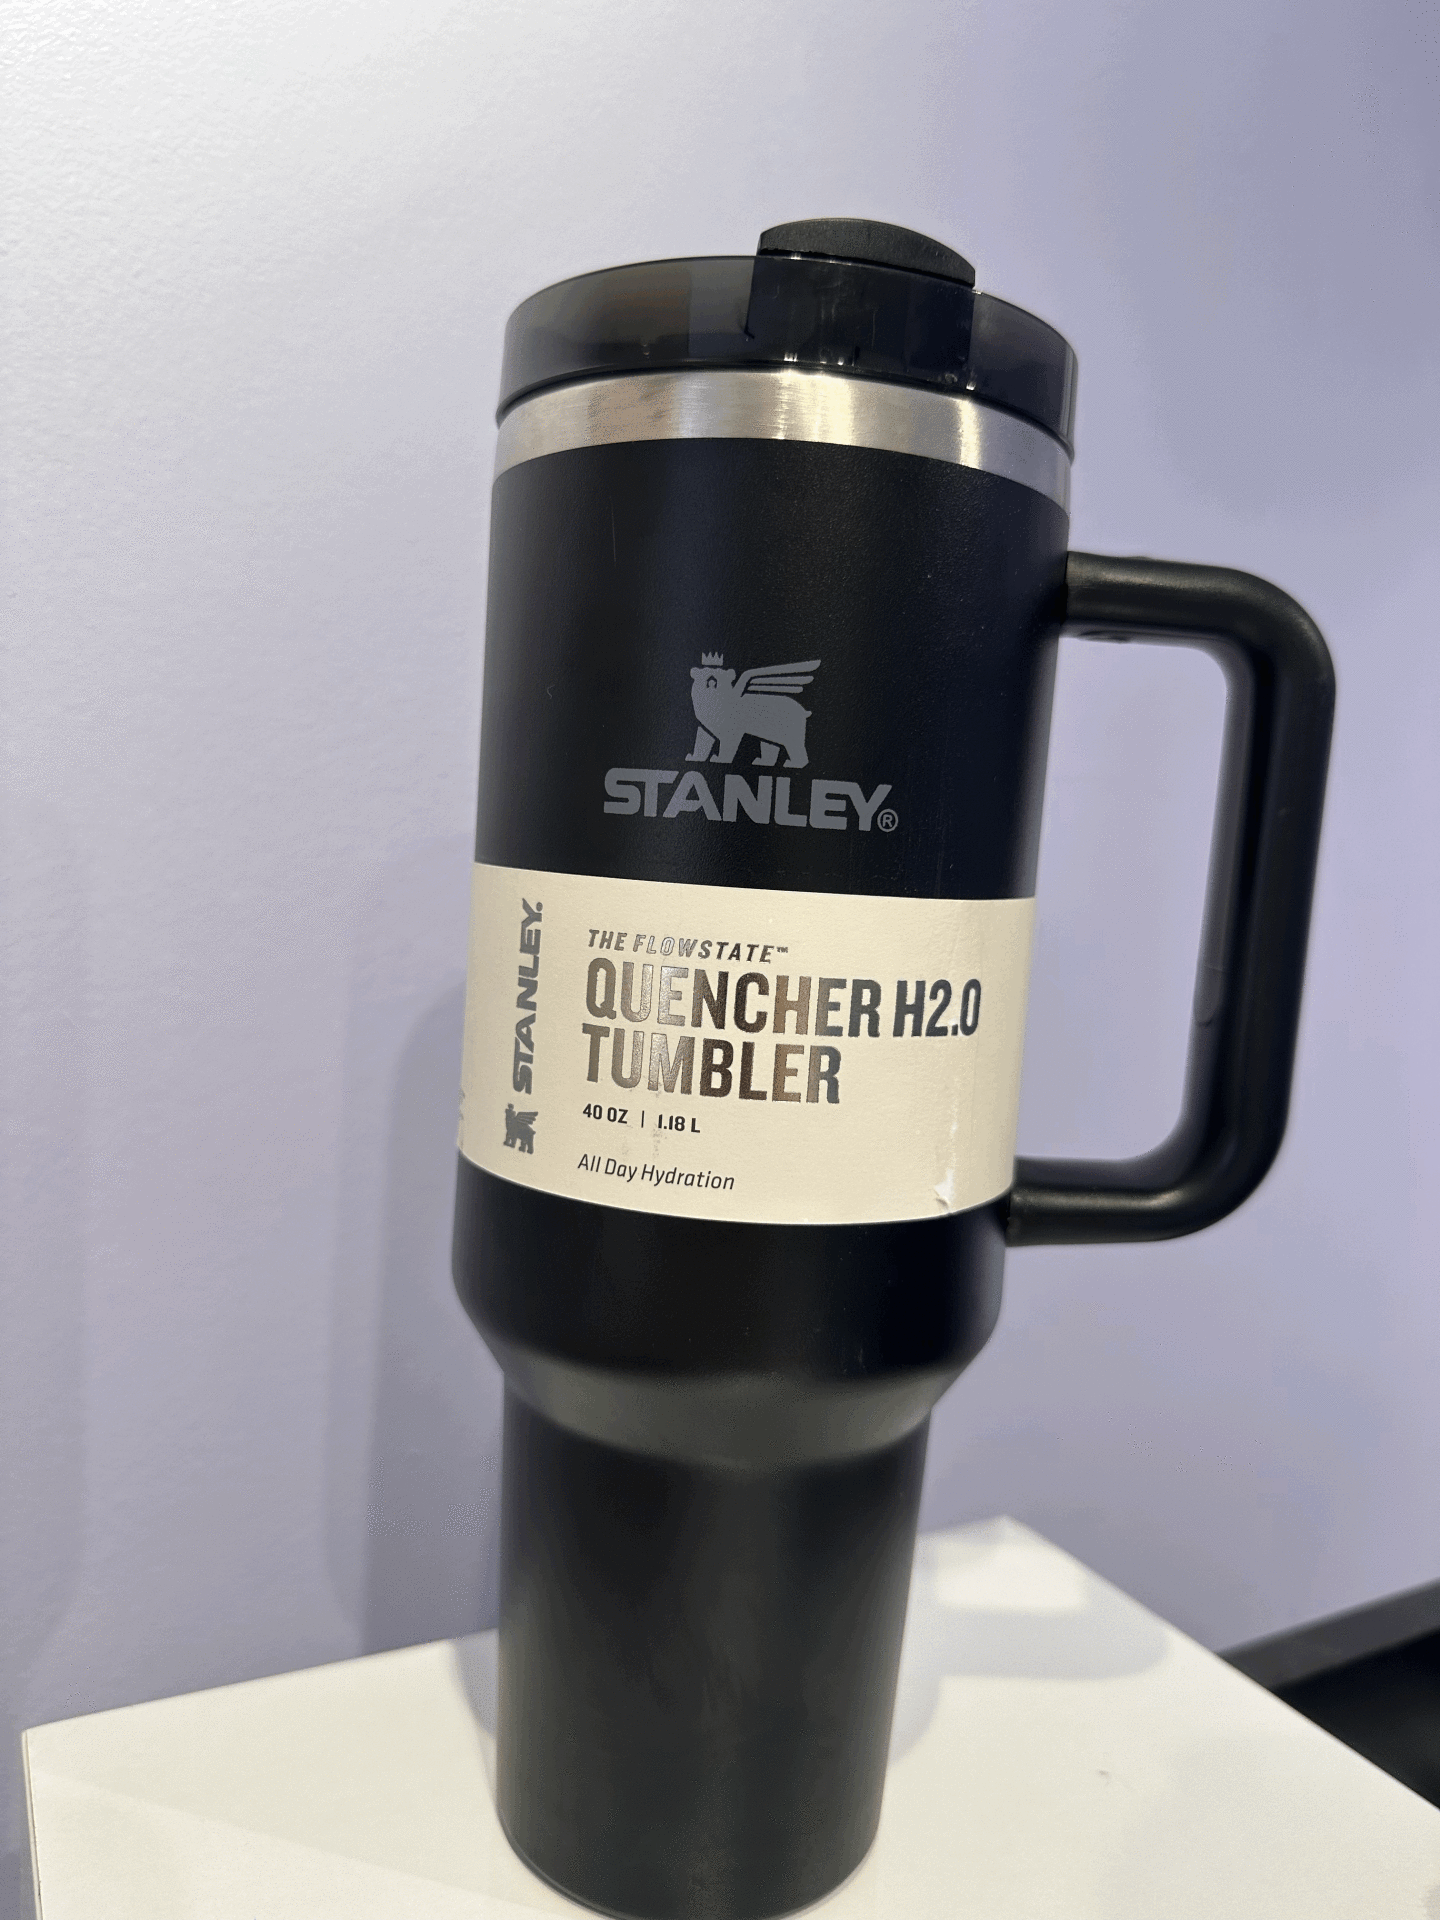 STANLEY®
STANLEY®
THE FLOWSTATE™
QUENCHER H2.0
TUMBLER
40 OZ | 1.18 L
All Day Hydration